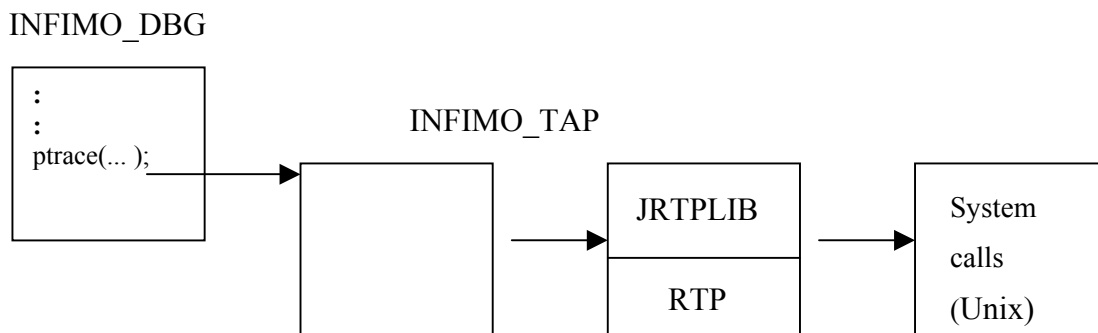 INFIMO_DBG
:
:
ptrace(... );
INFIMO_TAP
JRTPLIB
RTP
System
calls
(Unix)